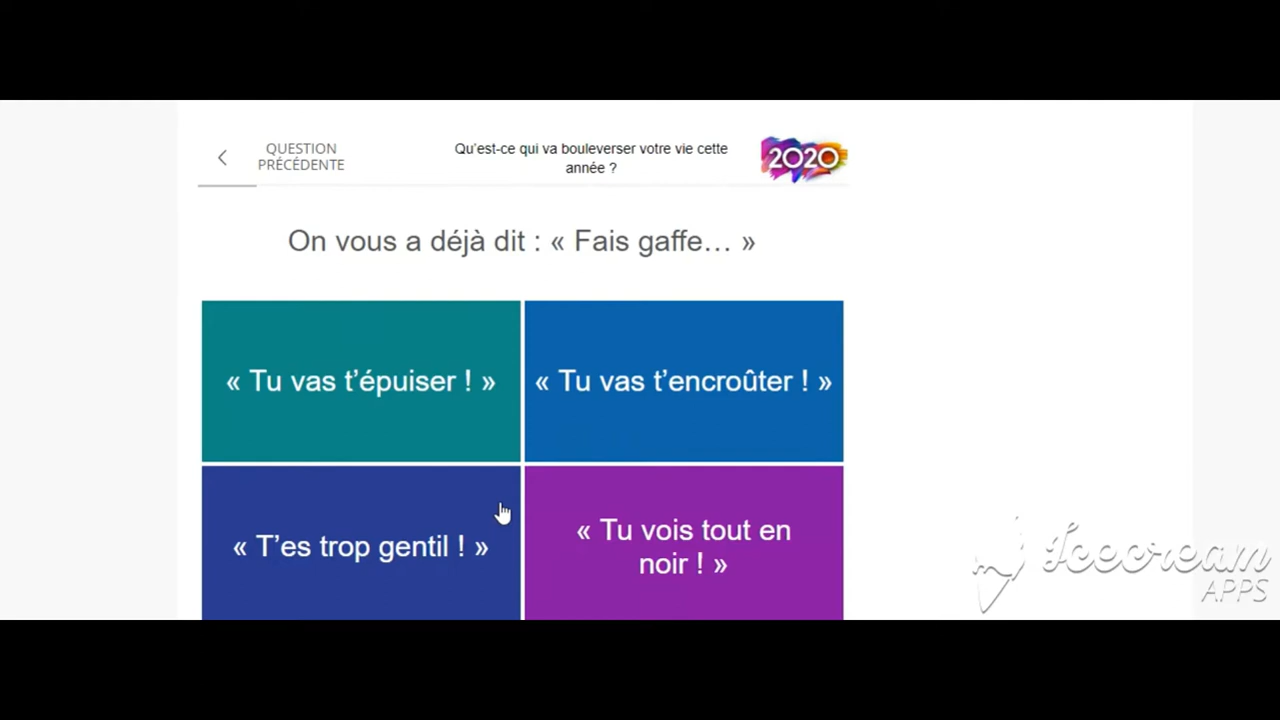 QUESTION
PRÉCÉDENTE
Qu'est-ce qui va bouleverser votre vie cette
année ?
2020
On vous a déjà dit : « Fais gaffe… »
« Tu vas t’épuiser ! »
« Tu vas t’encroûter ! »
« T’es trop gentil ! »
« Tu vois tout en
noir ! »
Icecream
APPS